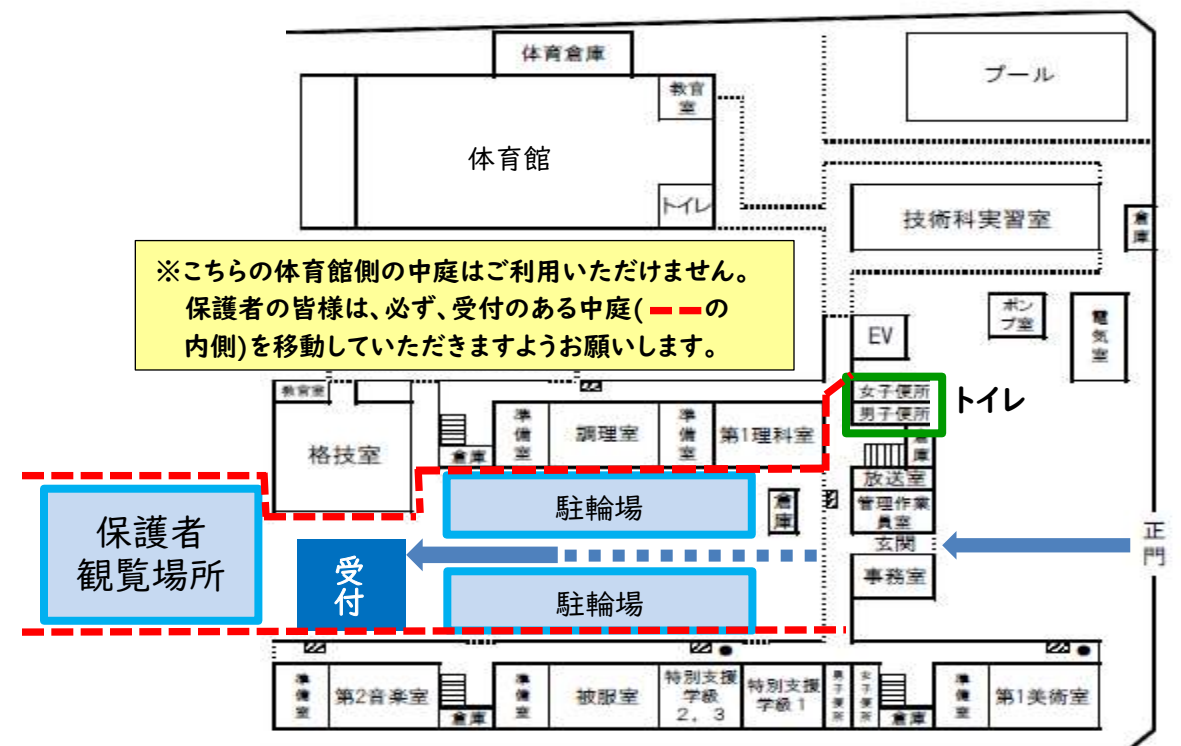 体育倉庫
プール
教官
室
体育館
トイレ
技術科実習室
倉
庫
※こちらの体育館側の中庭はご利用いただけません。
保護者の皆様は、必ず、受付のある中庭(の
内側)を移動していただきますようお願いします。
ポン
プ室
電
気
室
EV
教官室
女子便所
男子便所
トイレ
準
備
室
調理室
準
備
室
第1理科室
格技室
倉庫
倉
庫
放送室
管理作業
員室
玄関
事務室
正
門
駐輪場
倉
庫
保護者
観覧場所
受
付
駐輪場
準
備
室
第2音楽室
倉庫
準
備
室
被服室
特別支援
学級
2，3
特別支援
学級1
男
子
便
所
女
子
便
所
倉庫
準
備
室
第1美術室